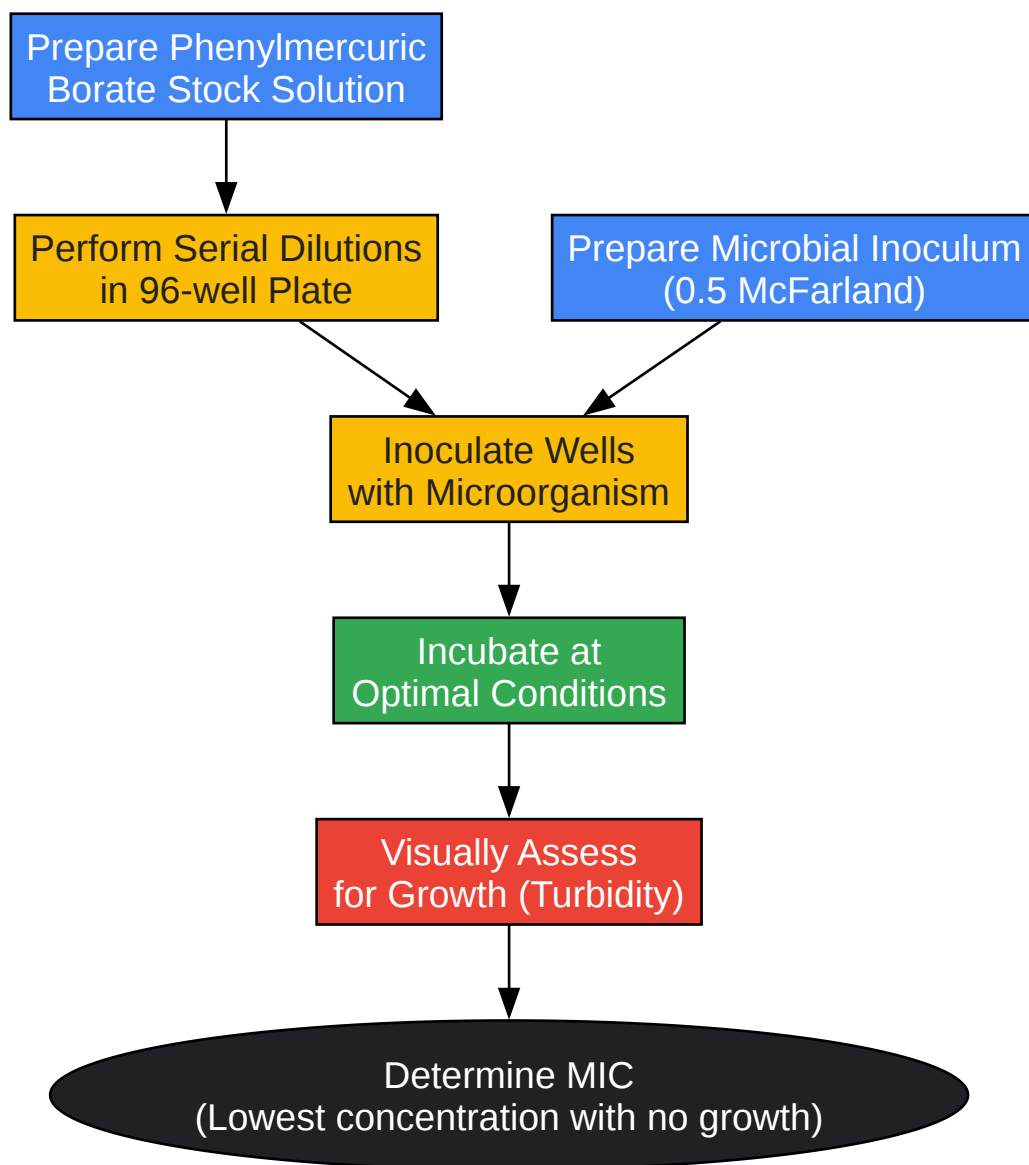 Prepare Phenylmercuric
Borate Stock Solution
Perform Serial Dilutions
in 96-well Plate
Prepare Microbial Inoculum
(0.5 McFarland)
Inoculate Wells
with Microorganism
Incubate at
Optimal Conditions
Visually Assess
for Growth (Turbidity)
Determine MIC
(Lowest concentration with no growth)